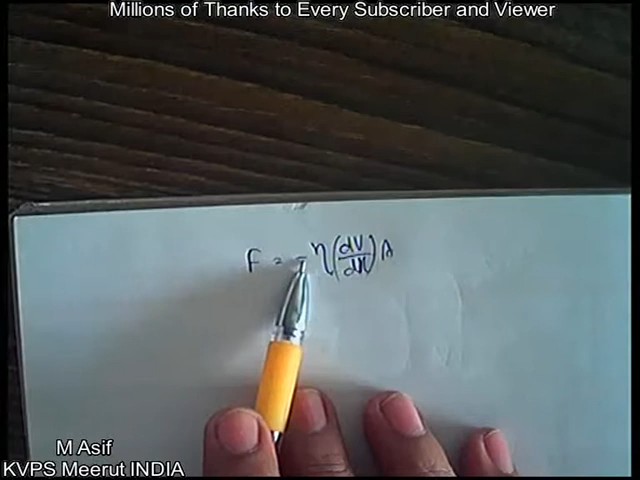 Millions of Thanks to Every Subscriber and Viewer
F = - η (dV/dx) A
M Asif
KVPS Meerut INDIA